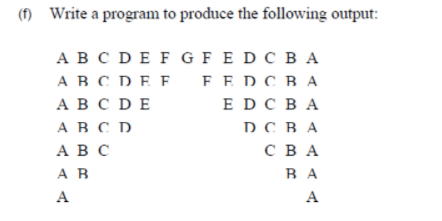 (f) Write a program to produce the following output:
A B C D E F G F E D C B A
A B C D E F   F E D C B A
A B C D E       E D C B A
A B C D           D C B A
A B C               C B A
A B                   B A
A                       A